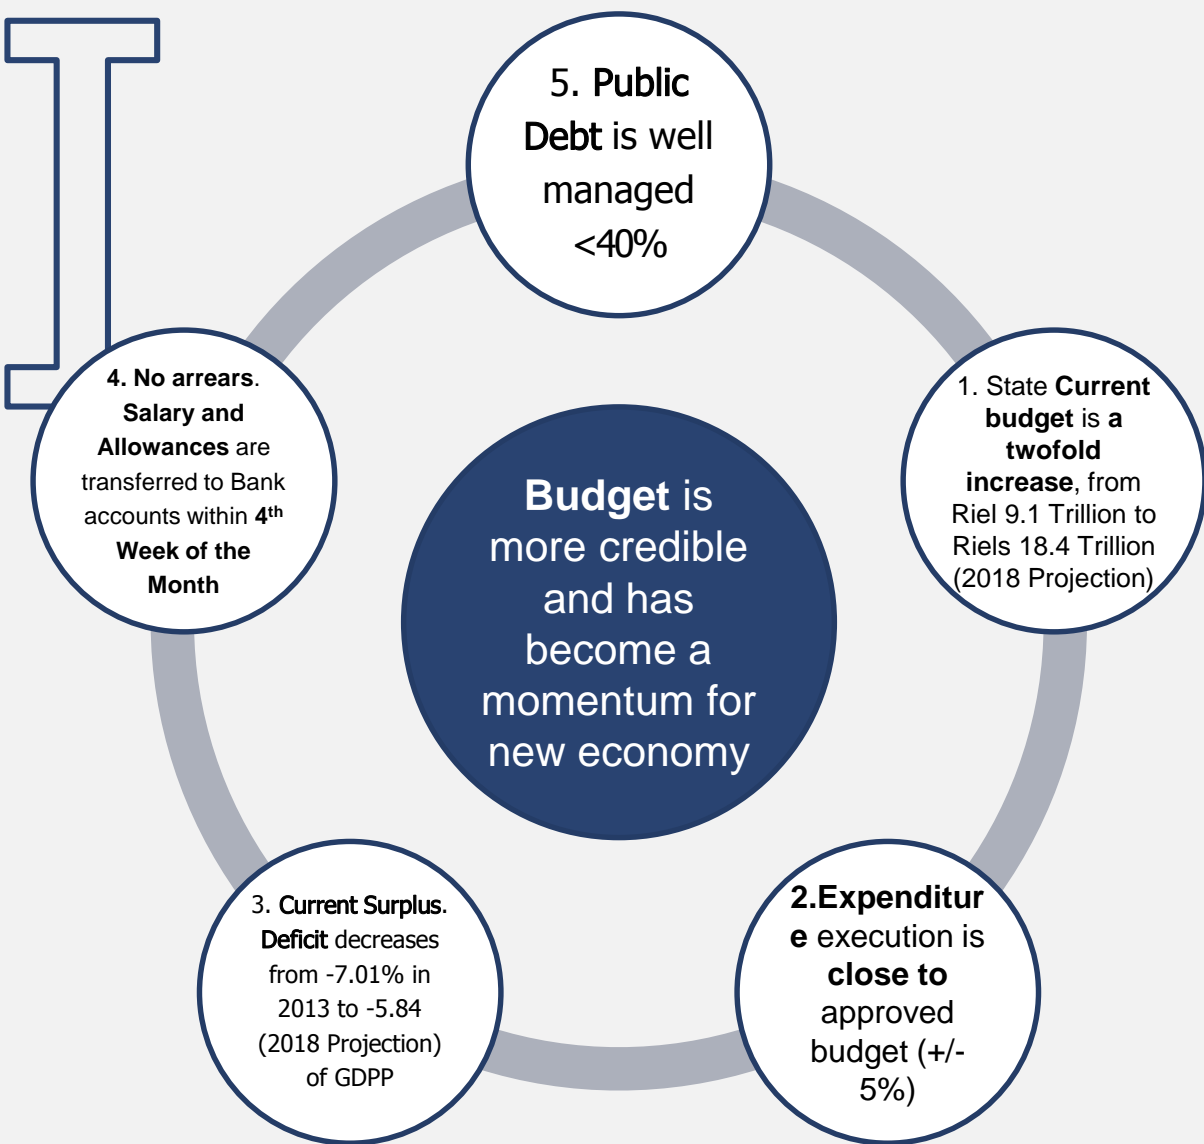 5. Public
Debt is well
managed
<40%
1. State Current
budget is a
twofold
increase, from
Riel 9.1 Trillion to
Riels 18.4 Trillion
(2018 Projection)
2.Expenditur
e execution is
close to
approved
budget (+/-
5%)
3. Current Surplus.
Deficit decreases
from -7.01% in
2013 to -5.84
(2018 Projection)
of GDPP
4. No arrears.
Salary and
Allowances are
transferred to Bank
accounts within 4th
Week of the
Month
Budget is
more credible
and has
become a
momentum for
new economy